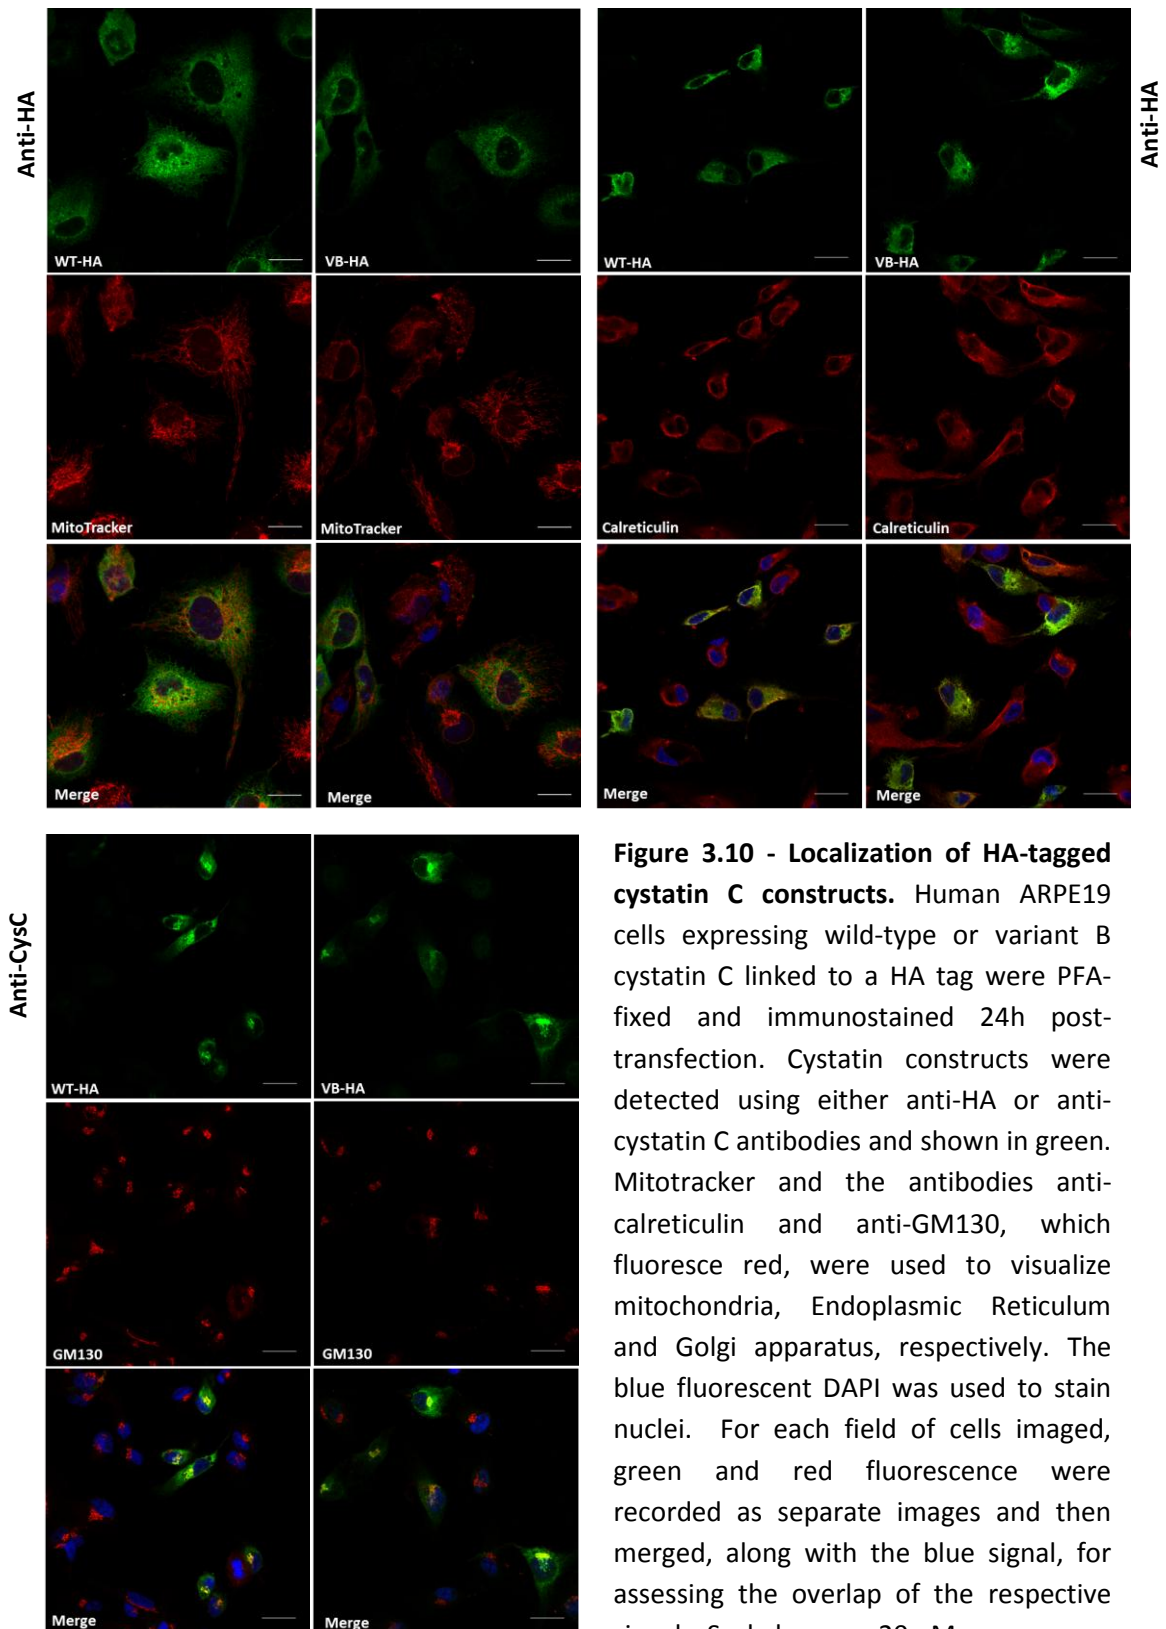 Anti-HA
Anti-HA
WT-HA
VB-HA
WT-HA
VB-HA
MitoTracker
MitoTracker
Calreticulin
Calreticulin
Merge
Merge
Merge
Merge
Anti-CysC
WT-HA
VB-HA
GM130
GM130
Merge
Merge
Figure 3.10 - Localization of HA-tagged
cystatin C constructs. Human ARPE19
cells expressing wild-type or variant B
cystatin C linked to a HA tag were PFA-
fixed and immunostained 24h post-
transfection. Cystatin constructs were
detected using either anti-HA or anti-
cystatin C antibodies and shown in green.
Mitotracker and the antibodies anti-
calreticulin and anti-GM130, which
fluoresce red, were used to visualize
mitochondria, Endoplasmic Reticulum
and Golgi apparatus, respectively. The
blue fluorescent DAPI was used to stain
nuclei. For each field of cells imaged,
green and red fluorescence were
recorded as separate images and then
merged, along with the blue signal, for
assessing the overlap of the respective